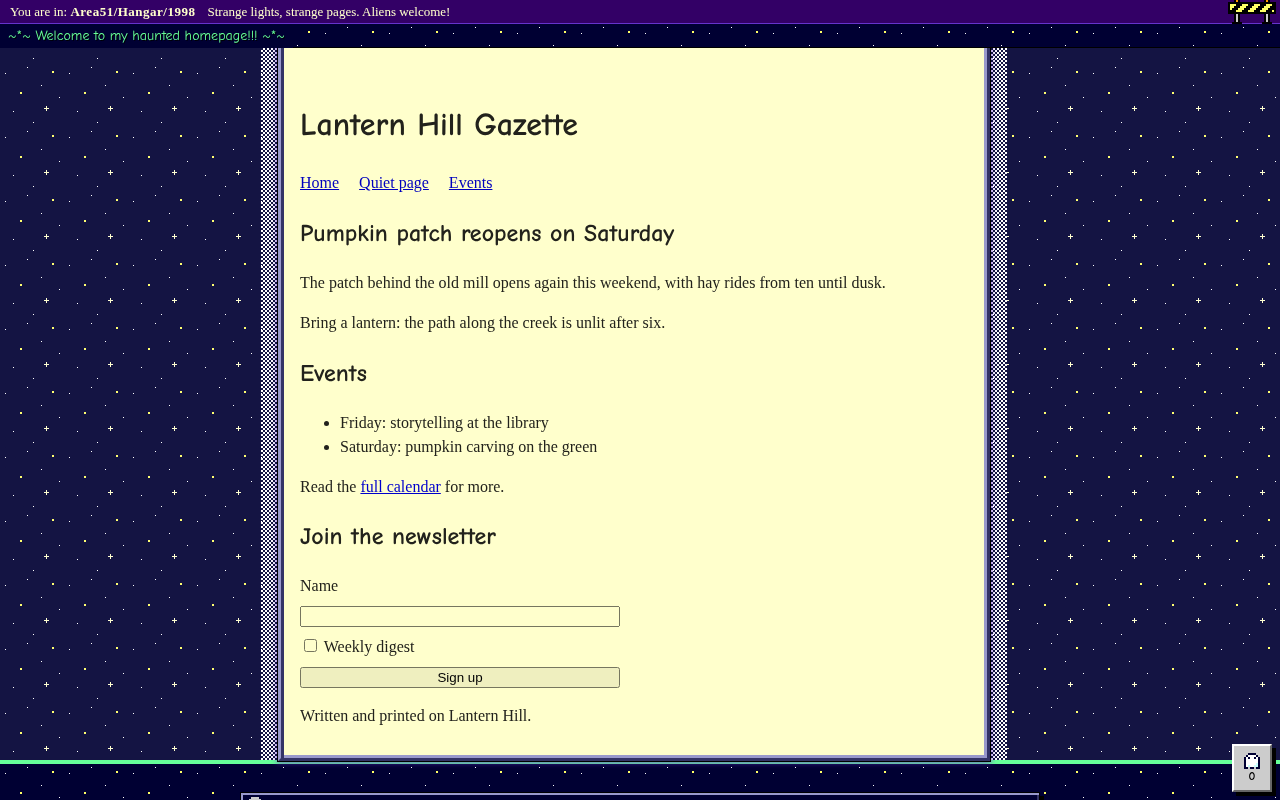 You are in: Area51/Hangar/1998 Strange lights, strange pages. Aliens welcome!
~*~ Welcome to my haunted homepage!!! ~*~
Lantern Hill Gazette
Home Quiet page Events
Pumpkin patch reopens on Saturday
The patch behind the old mill opens again this weekend, with hay rides from ten until dusk.
Bring a lantern: the path along the creek is unlit after six.
Events
Friday: storytelling at the library
Saturday: pumpkin carving on the green
Read the full calendar for more.
Join the newsletter
Name
Weekly digest
Sign up
Written and printed on Lantern Hill.
0